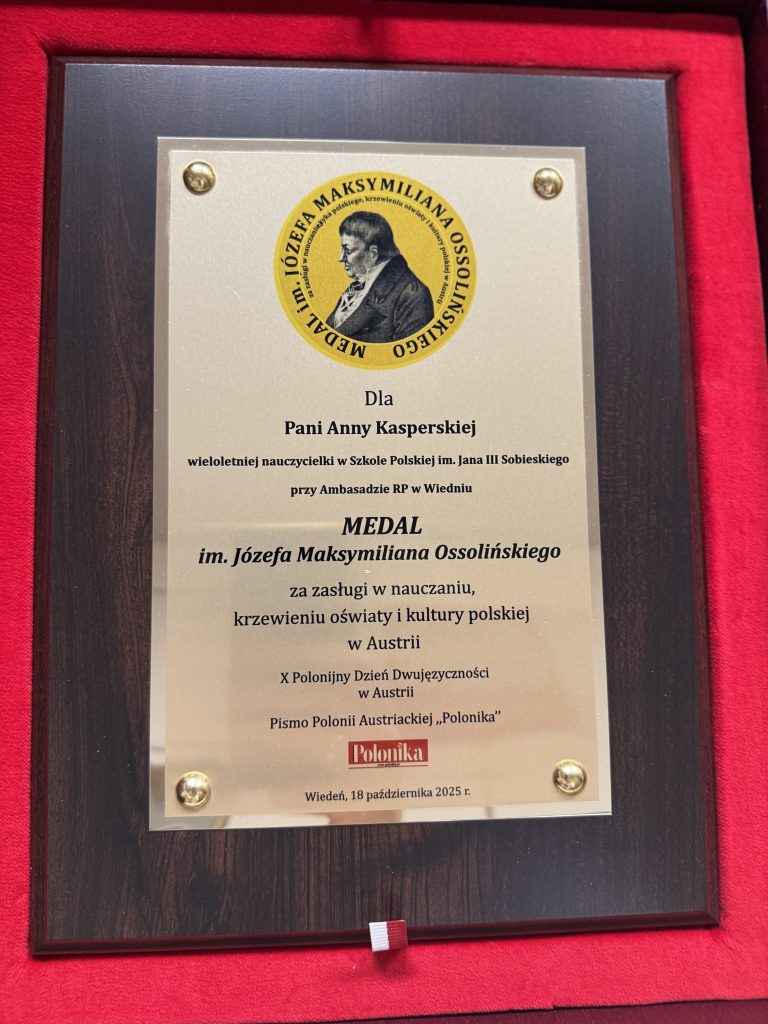 MEDAL im. JÓZEFA MAKSYMILIANA OSSOLIŃSKIEGO
za zasługi w nauczaniu języka polskiego, krzewieniu oświaty i kultury polskiej w Austrii
Dla
Pani Anny Kasperskiej
wieloletniej nauczycielki w Szkole Polskiej im. Jana III Sobieskiego
przy Ambasadzie RP w Wiedniu
MEDAL
im. Józefa Maksymiliana Ossolińskiego
za zasługi w nauczaniu,
krzewieniu oświaty i kultury polskiej
w Austrii
X Polonijny Dzień Dwujęzyczności
w Austrii
Pismo Polonii Austriackiej „Polonika”
Polonika
Wiedeń, 18 października 2025 r.